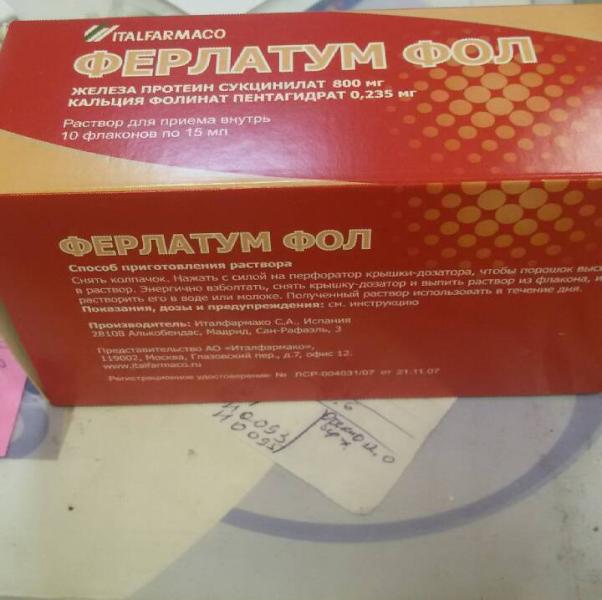 ITALFARMACO
ФЕРЛАТУМ ФОЛ
ЖЕЛЕЗА ПРОТЕИН СУКЦИНИЛАТ 800 мг
КАЛЬЦИЯ ФОЛИНАТ ПЕНТАГИДРАТ 0,235 мг
Раствор для приема внутрь
10 флаконов по 15 мл
ФЕРЛАТУМ ФОЛ
Способ приготовления раствора
Снять колпачок. Нажать с силой на перфоратор крышки-дозатора, чтобы порошок выс
в раствор. Энергично взболтать, снять крышку-дозатор и выпить раствор из флакона, и
растворить его в воде или молоке. Полученный раствор использовать в течение дня.
Показания, дозы и предупреждения: см. инструкцию
Производитель: Италфармако С.А., Испания
28108 Алькобендас, Мадрид, Сан-Рафаэль, 3
Представительство АО «Италфармако»,
119002, Москва, Глазовский пер., д.7, офис 12.
www.italfarmaco.ru
Регистрационное удостоверение: № ЛСР-004031/07 от 21.11.07